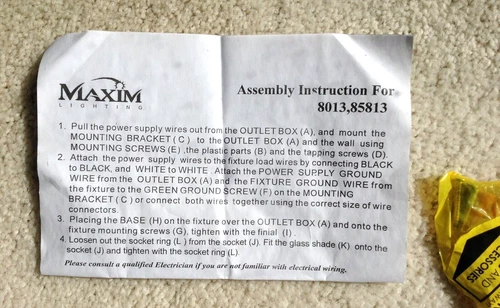 MAXIM
LIGHTING
Assembly Instruction For
8013,85813
1. Pull the power supply wires out from the OUTLET BOX (A), and mount the
MOUNTING BRACKET ( C ) to the OUTLET BOX (A) and the wall using
MOUNTING SCREWS (E) ,the plastic parts (B) and the tapping screws (D).
2. Attach the power supply wires to the fixture load wires by connecting BLACK
to BLACK, and WHITE to WHITE . Attach the POWER SUPPLY GROUND
WIRE from the OUTLET BOX (A) and the FIXTURE GROUND WIRE from
the fixture to the GREEN GROUND SCREW (F) on the MOUNTING
BRACKET ( C ) or connect both wires together using the correct size of wire
connectors.
3. Placing the BASE (H) on the fixture over the OUTLET BOX (A) and onto the
fixture mounting screws (G), tighten with the finial (I) .
4. Loosen out the socket ring (L ) from the socket (J). Fit the glass shade (K) onto the
socket (J) and tighten with the socket ring (L).
Please consult a qualified Electrician if you are not familiar with electrical wiring.
AND
CESSORIES